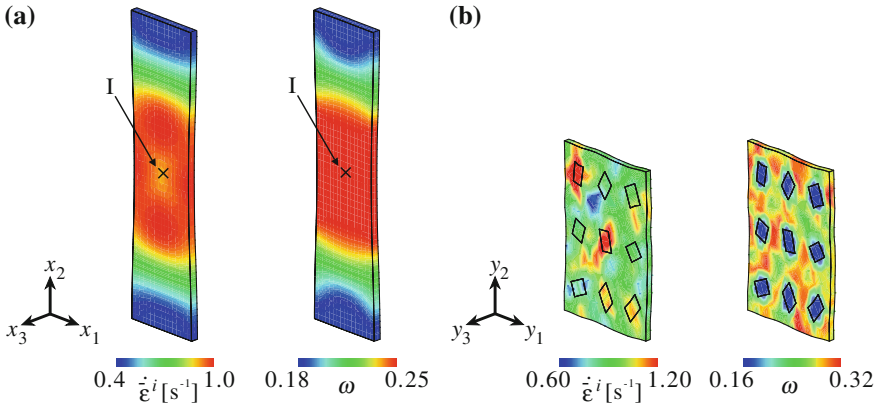 (a)
(b)
I
I
x₂
x₃
x₁
y₂
y₃
y₁
0.4 ε̇̄ⁱ [s⁻¹] 1.0
0.18 ω 0.25
0.60 ε̇̄ⁱ [s⁻¹] 1.20
0.16 ω 0.32